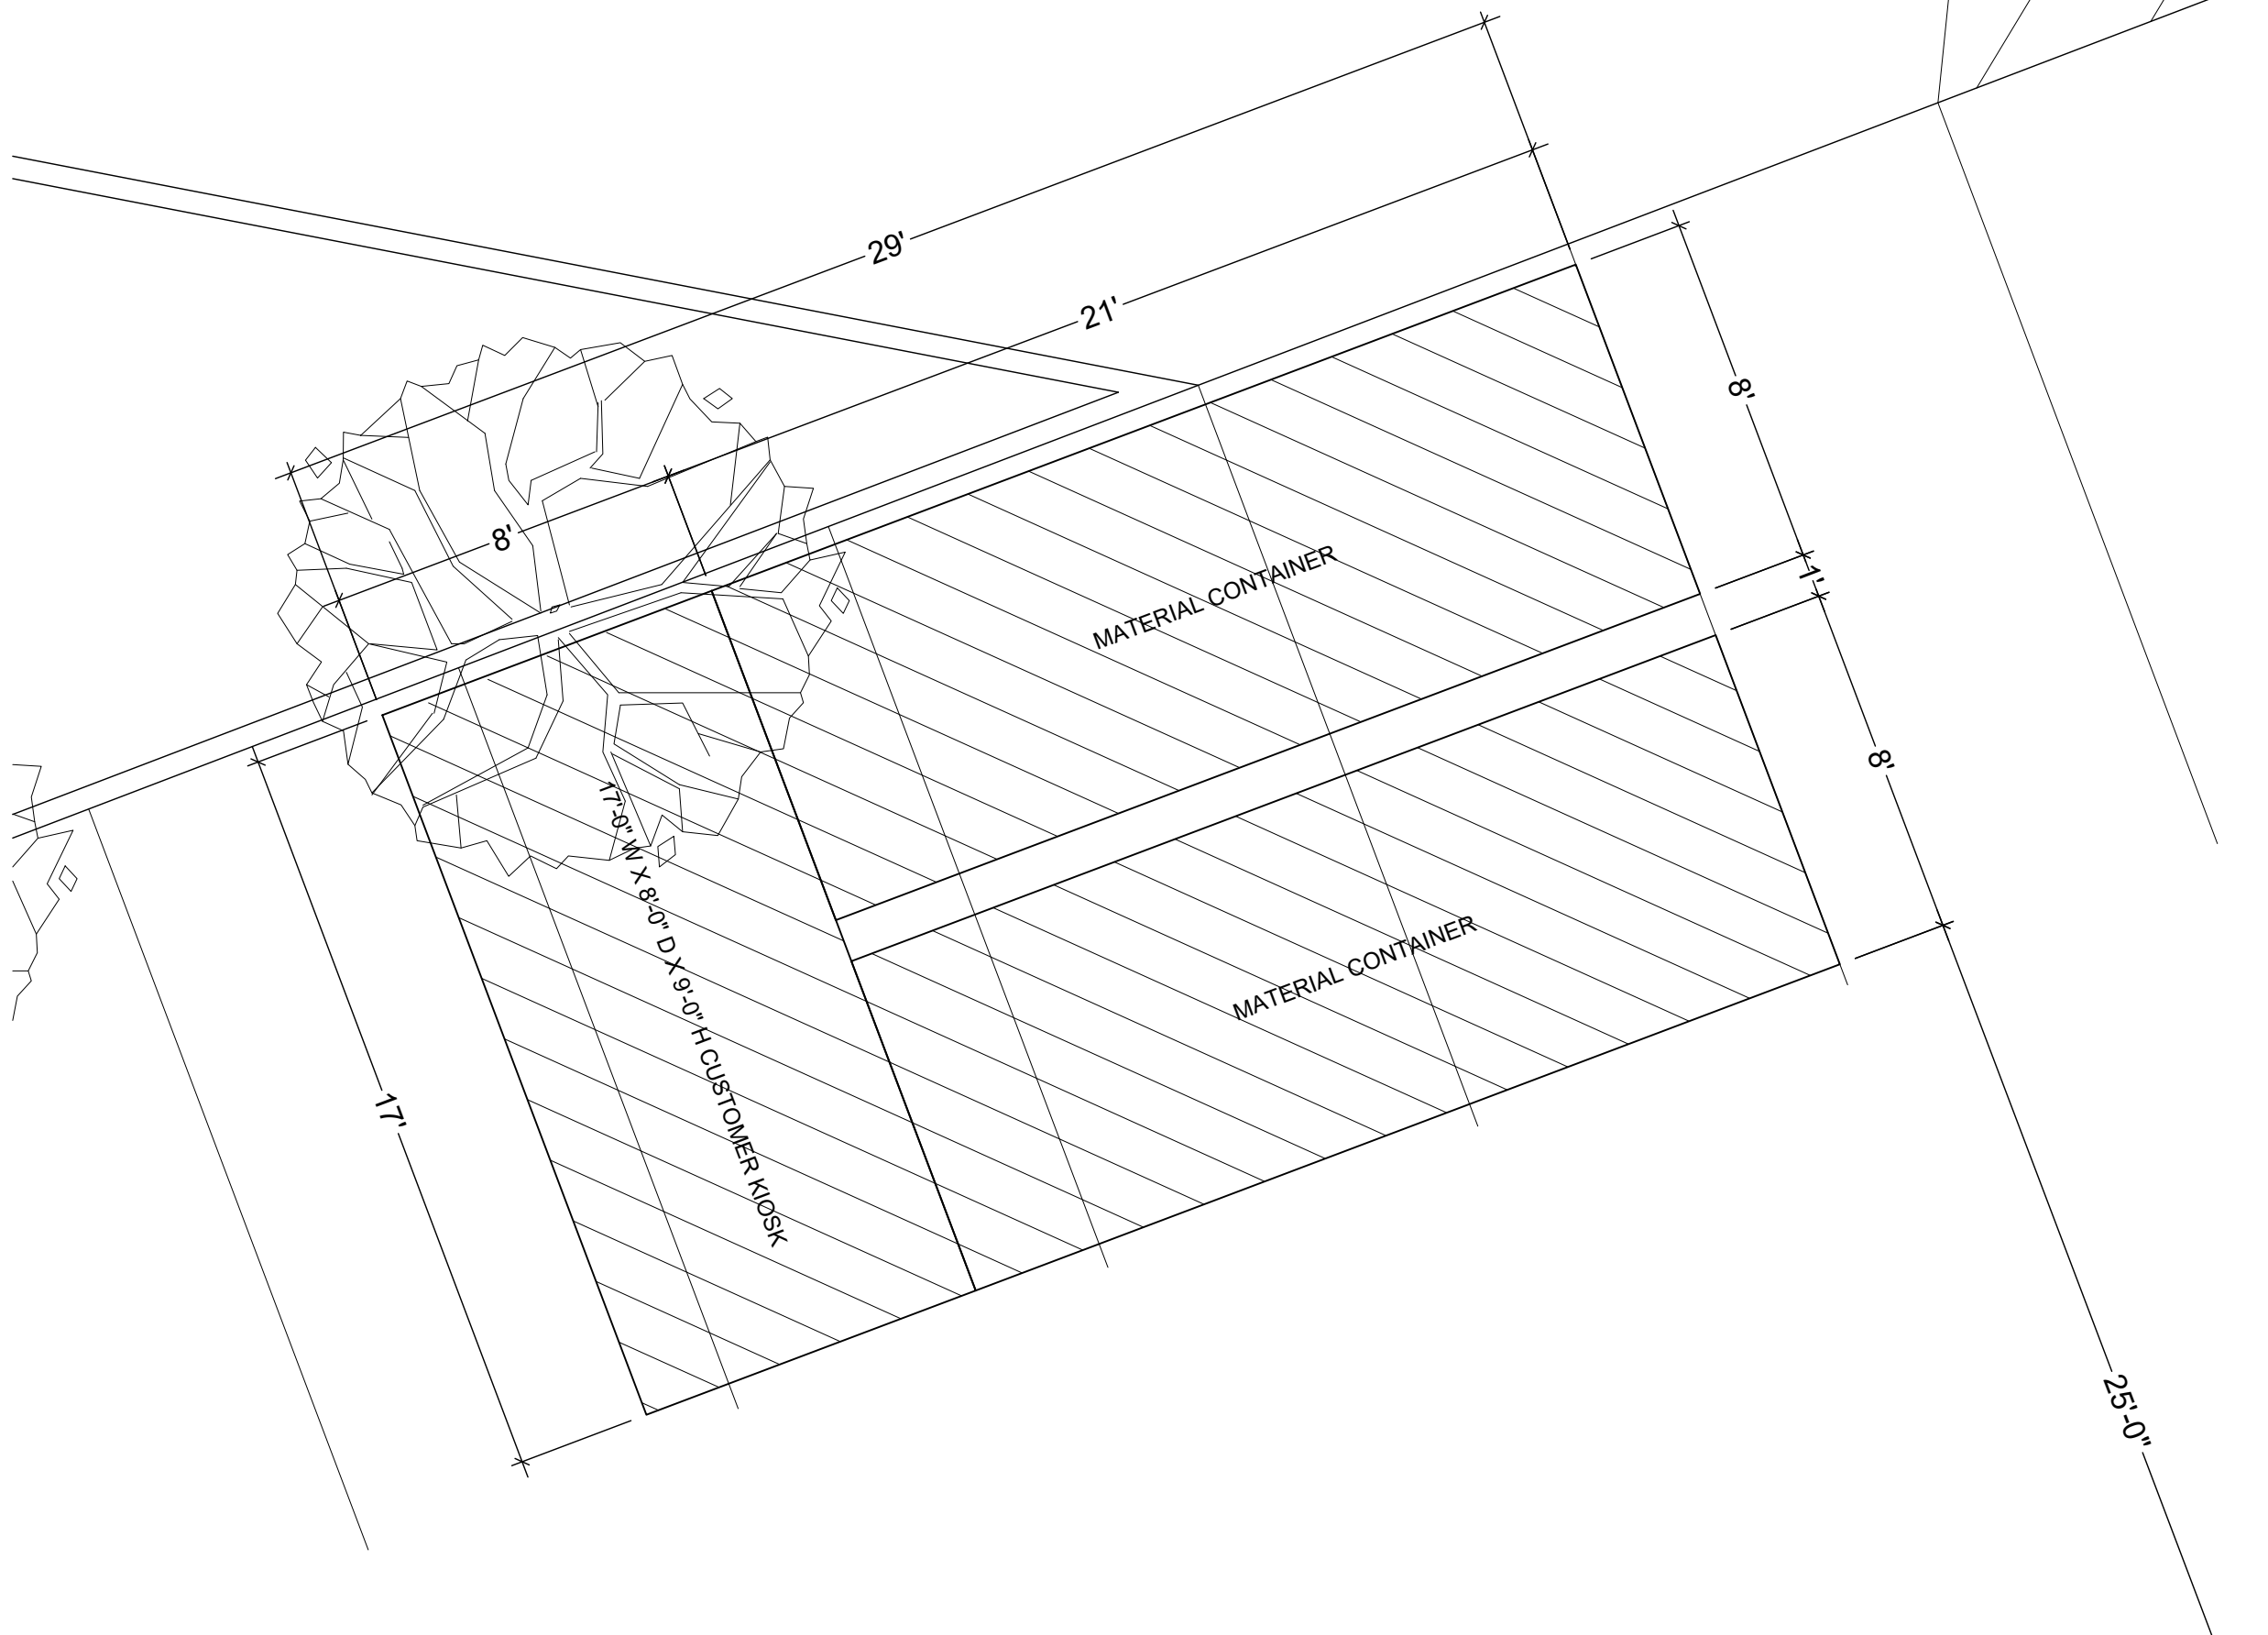 29'
21'
8'
8'
1'
8'
MATERIAL CONTAINER
MATERIAL CONTAINER
17'-0" W X 8'-0" D X 9'-0" H CUSTOMER KIOSK
17'
25'-0"